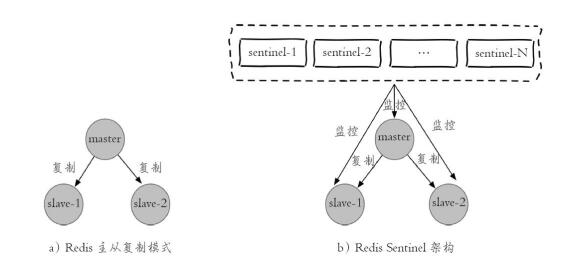 sentinel-1 sentinel-2 … sentinel-N
监控
监控 监控
master master
复制 复制 复制 复制
slave-1 slave-2 slave-1 slave-2
a）Redis 主从复制模式 b）Redis Sentinel 架构